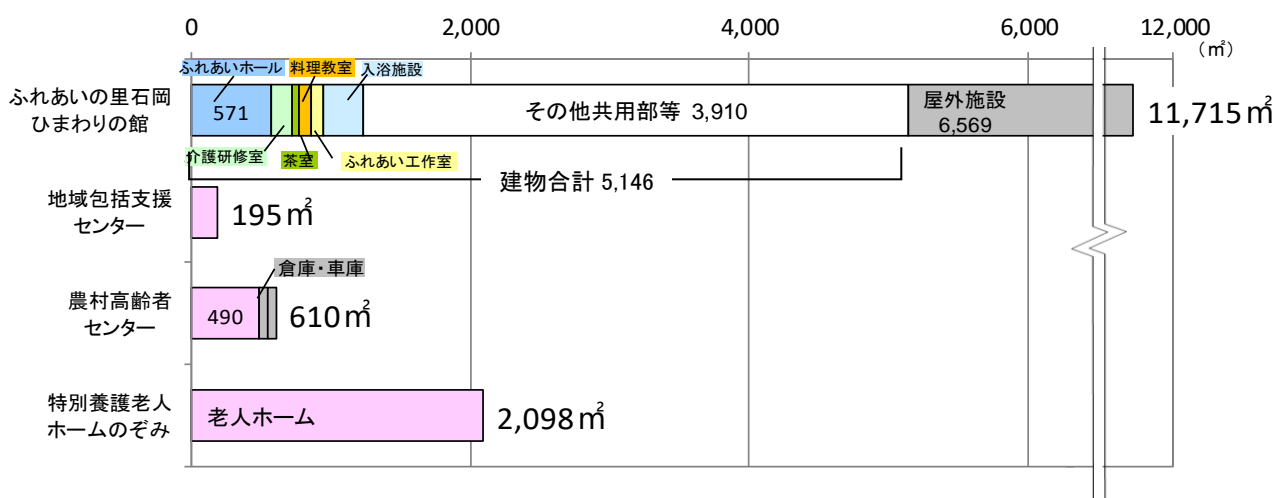 0
2,000
4,000
6,000
12,000
（㎡）
ふれあいホール
料理教室
入浴施設
ふれあいの里石岡
ひまわりの館
571
その他共用部等 3,910
屋外施設
6,569
11,715㎡
介護研修室
茶室
ふれあい工作室
建物合計 5,146
地域包括支援
センター
195㎡
倉庫・車庫
農村高齢者
センター
490
610㎡
特別養護老人
ホームのぞみ
老人ホーム
2,098㎡